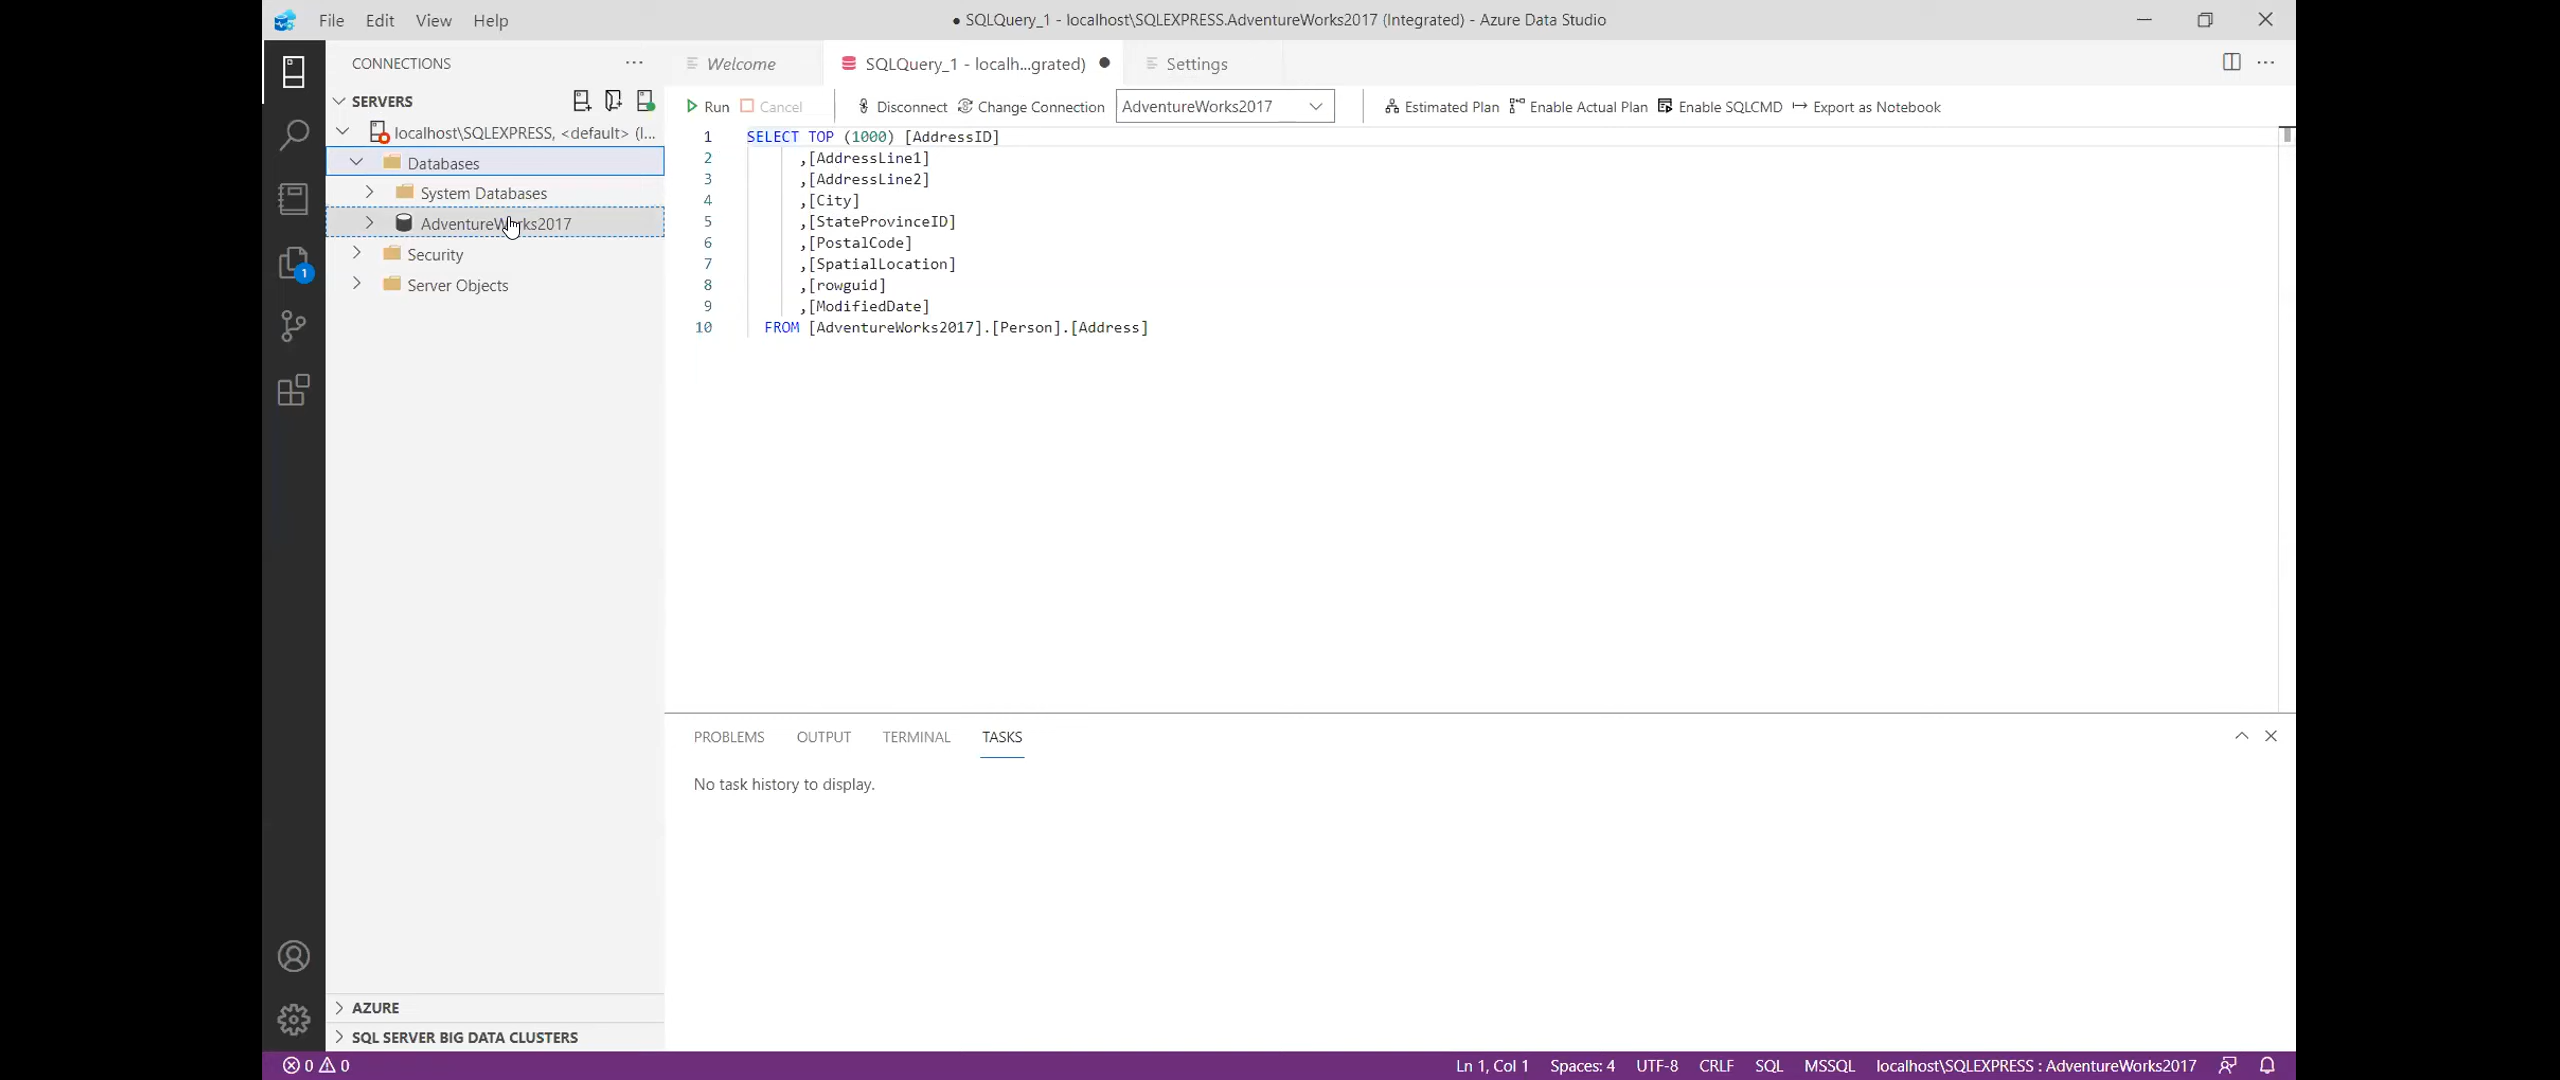 File Edit View Help
● SQLQuery_1 - localhost\SQLEXPRESS.AdventureWorks2017 (Integrated) - Azure Data Studio
CONNECTIONS
Welcome
SQLQuery_1 - localh...grated)
Settings
SERVERS
Run Cancel Disconnect Change Connection AdventureWorks2017 Estimated Plan Enable Actual Plan Enable SQLCMD Export as Notebook
localhost\SQLEXPRESS, <default> (I...
Databases
System Databases
AdventureWorks2017
Security
Server Objects
1
1 SELECT TOP (1000) [AddressID]
2 ,[AddressLine1]
3 ,[AddressLine2]
4 ,[City]
5 ,[StateProvinceID]
6 ,[PostalCode]
7 ,[SpatialLocation]
8 ,[rowguid]
9 ,[ModifiedDate]
10 FROM [AdventureWorks2017].[Person].[Address]
PROBLEMS OUTPUT TERMINAL TASKS
No task history to display.
AZURE
SQL SERVER BIG DATA CLUSTERS
0 0
Ln 1, Col 1 Spaces: 4 UTF-8 CRLF SQL MSSQL localhost\SQLEXPRESS : AdventureWorks2017